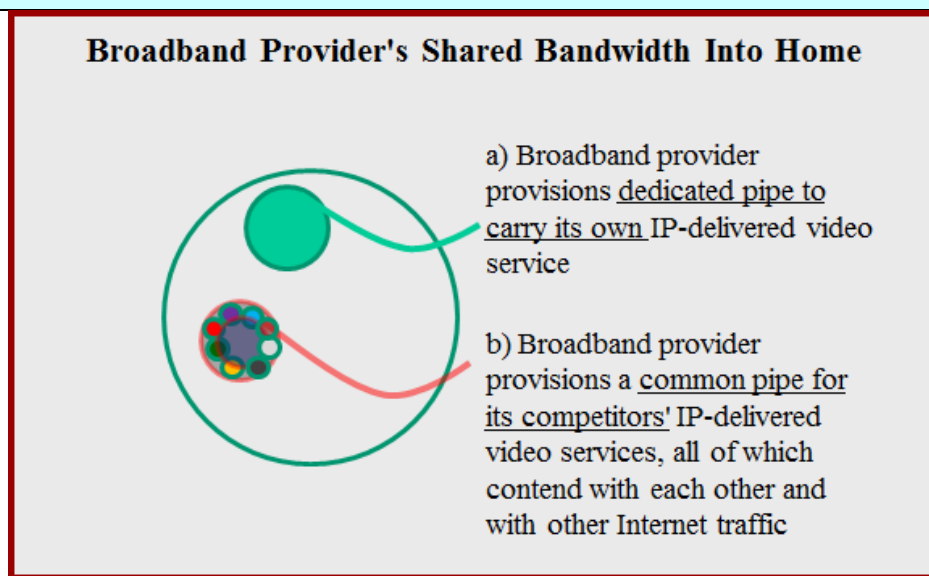 Broadband Provider's Shared Bandwidth Into Home
a) Broadband provider
provisions dedicated pipe to
carry its own IP-delivered video
service
b) Broadband provider
provisions a common pipe for
its competitors' IP-delivered
video services, all of which
contend with each other and
with other Internet traffic